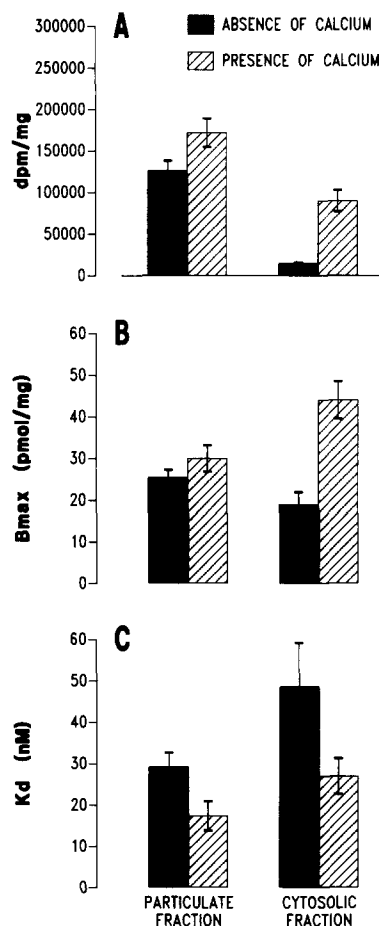 A
ABSENCE OF CALCIUM
PRESENCE OF CALCIUM
dpm/mg
300000
250000
200000
150000
100000
50000
0
B
Bmax (pmol/mg)
60
50
40
30
20
10
0
C
Kd (nM)
60
50
40
30
20
10
0
PARTICULATE
FRACTION
CYTOSOLIC
FRACTION